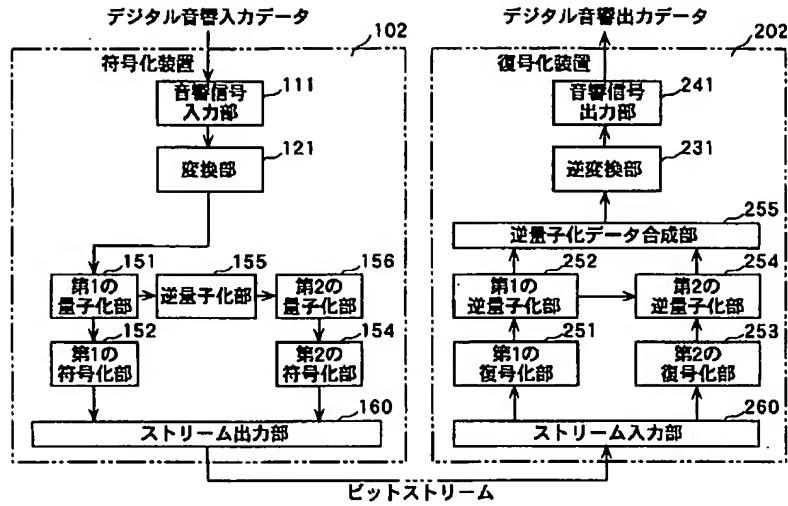 デジタル音響入力データ
102
符号化装置
音響信号
入力部
111
変換部
121
第1の
量子化部
151
逆量子化部
155
第2の
量子化部
156
第1の
符号化部
152
第2の
符号化部
154
ストリーム出力部
160
デジタル音響出力データ
202
復号化装置
音響信号
出力部
241
逆変換部
231
逆量子化データ合成部
255
第1の
逆量子化部
252
第2の
逆量子化部
254
第1の
復号化部
251
第2の
復号化部
253
ストリーム入力部
260
ビットストリーム